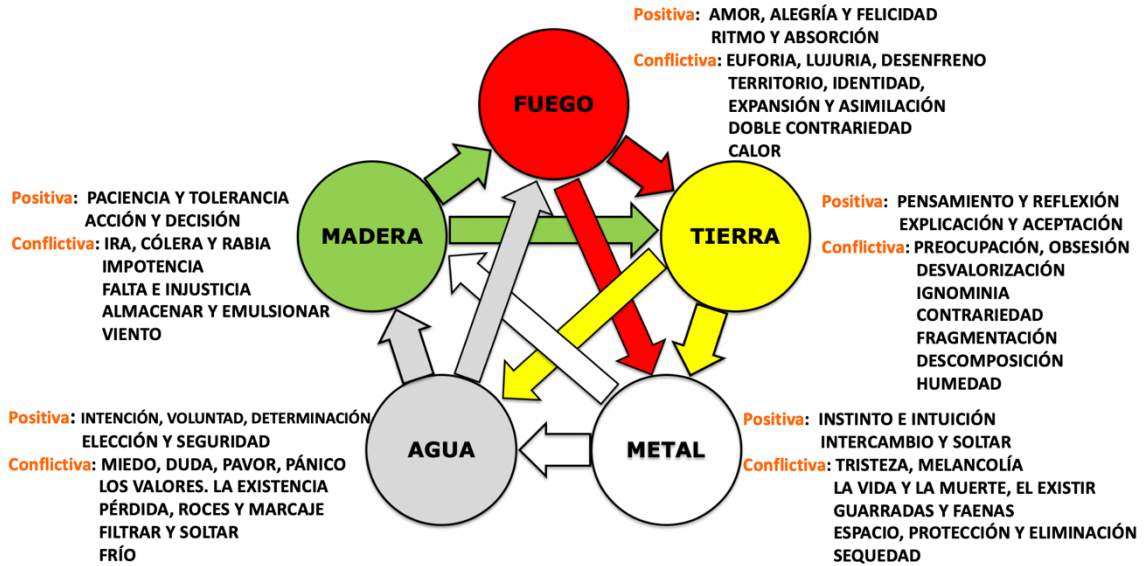 Positiva: AMOR, ALEGRÍA Y FELICIDAD
RITMO Y ABSORCIÓN
Conflictiva: EUFORIA, LUJURIA, DESENFRENO
TERRITORIO, IDENTIDAD,
EXPANSIÓN Y ASIMILACIÓN
DOBLE CONTRARIEDAD
CALOR
FUEGO
Positiva: PACIENCIA Y TOLERANCIA
ACCIÓN Y DECISIÓN
Conflictiva: IRA, CÓLERA Y RABIA
IMPOTENCIA
FALTA E INJUSTICIA
ALMACENAR Y EMULSIONAR
VIENTO
MADERA
TIERRA
Positiva: PENSAMIENTO Y REFLEXIÓN
EXPLICACIÓN Y ACEPTACIÓN
Conflictiva: PREOCUPACIÓN, OBSESIÓN
DESVALORIZACIÓN
IGNOMINIA
CONTRARIEDAD
FRAGMENTACIÓN
DESCOMPOSICIÓN
HUMEDAD
Positiva: INTENCIÓN, VOLUNTAD, DETERMINACIÓN
ELECCIÓN Y SEGURIDAD
Conflictiva: MIEDO, DUDA, PAVOR, PÁNICO
LOS VALORES. LA EXISTENCIA
PÉRDIDA, ROCES Y MARCAJE
FILTRAR Y SOLTAR
FRÍO
AGUA
METAL
Positiva: INSTINTO E INTUICIÓN
INTERCAMBIO Y SOLTAR
Conflictiva: TRISTEZA, MELANCOLÍA
LA VIDA Y LA MUERTE, EL EXISTIR
GUARRADAS Y FAENAS
ESPACIO, PROTECCIÓN Y ELIMINACIÓN
SEQUEDAD